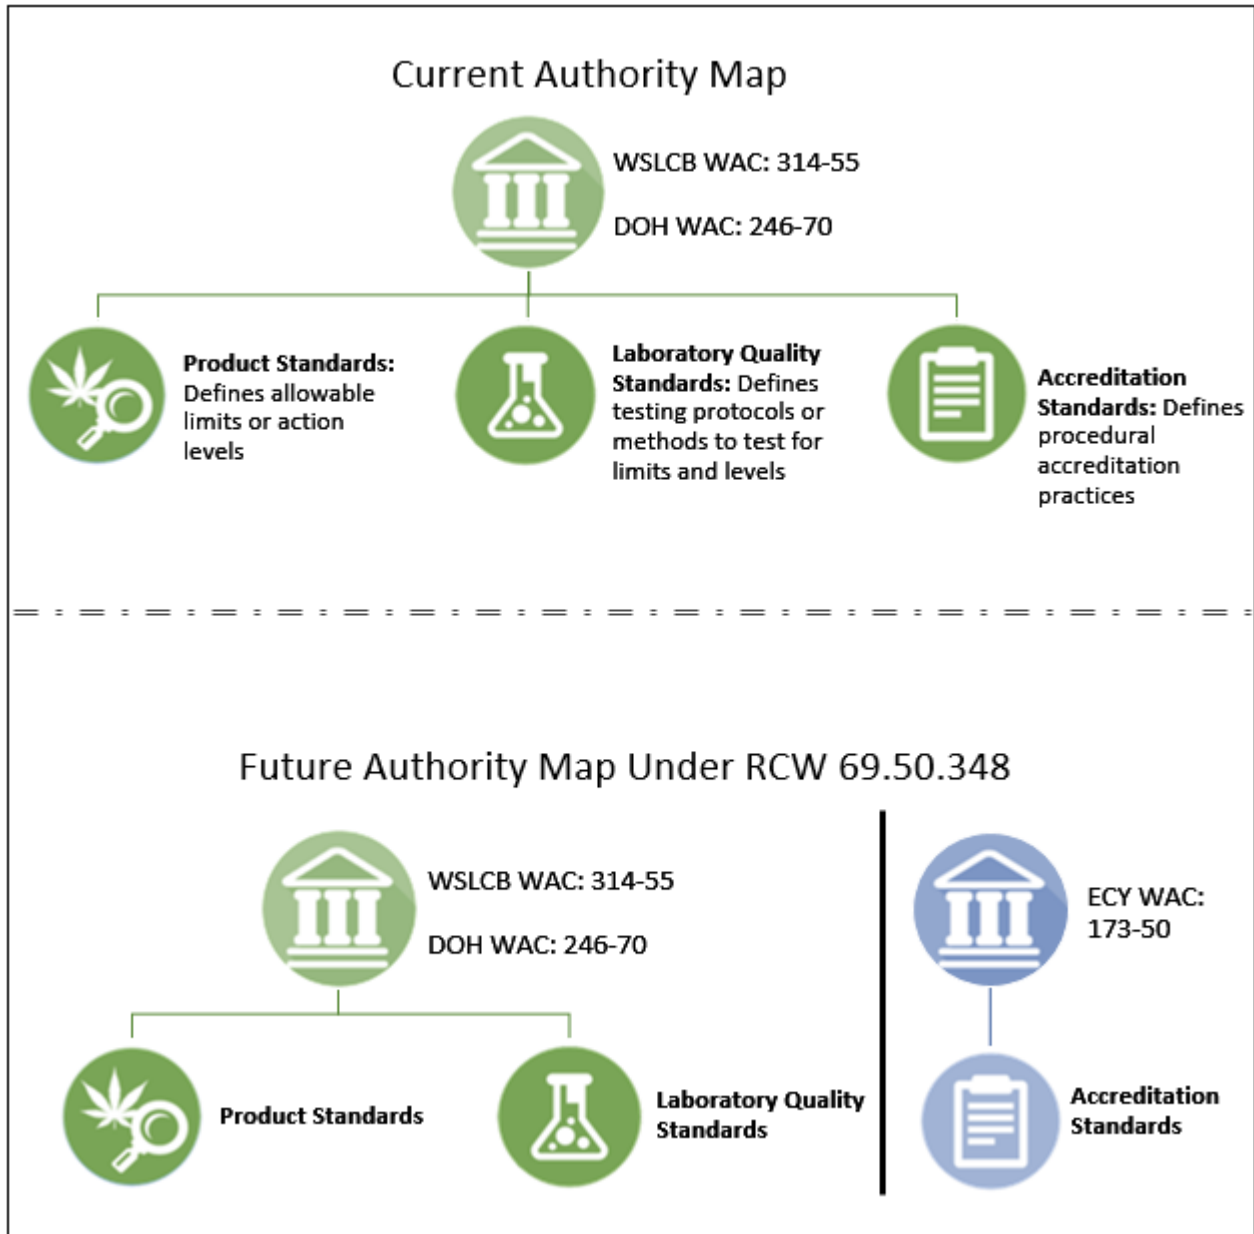 Current Authority Map
WSLCB WAC: 314-55
DOH WAC: 246-70
Product Standards:
Defines allowable
limits or action
levels
Laboratory Quality
Standards: Defines
testing protocols or
methods to test for
limits and levels
Accreditation
Standards: Defines
procedural
accreditation
practices
Future Authority Map Under RCW 69.50.348
WSLCB WAC: 314-55
DOH WAC: 246-70
ECY WAC:
173-50
Product Standards
Laboratory Quality
Standards
Accreditation
Standards